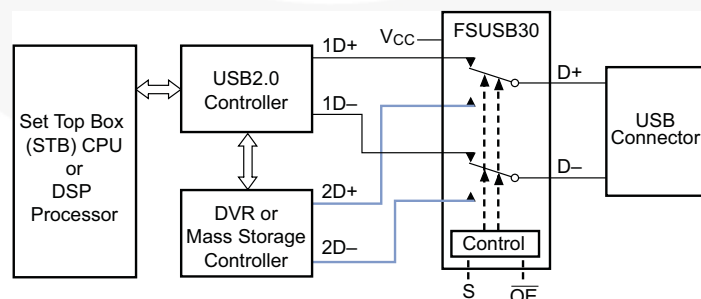 Set Top Box
(STB) CPU
or
DSP
Processor
USB2.0
Controller
DVR or
Mass Storage
Controller
1D+
1D–
2D+
2D–
VCC
FSUSB30
Control
S
OE
D+
D–
USB
Connector